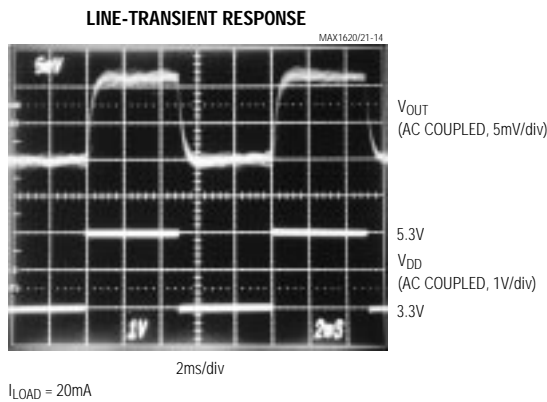 LINE-TRANSIENT RESPONSE
MAX1620/21-14
5mV
VOUT
(AC COUPLED, 5mV/div)
5.3V
VDD
(AC COUPLED, 1V/div)
3.3V
1V
2mS
2ms/div
ILOAD = 20mA